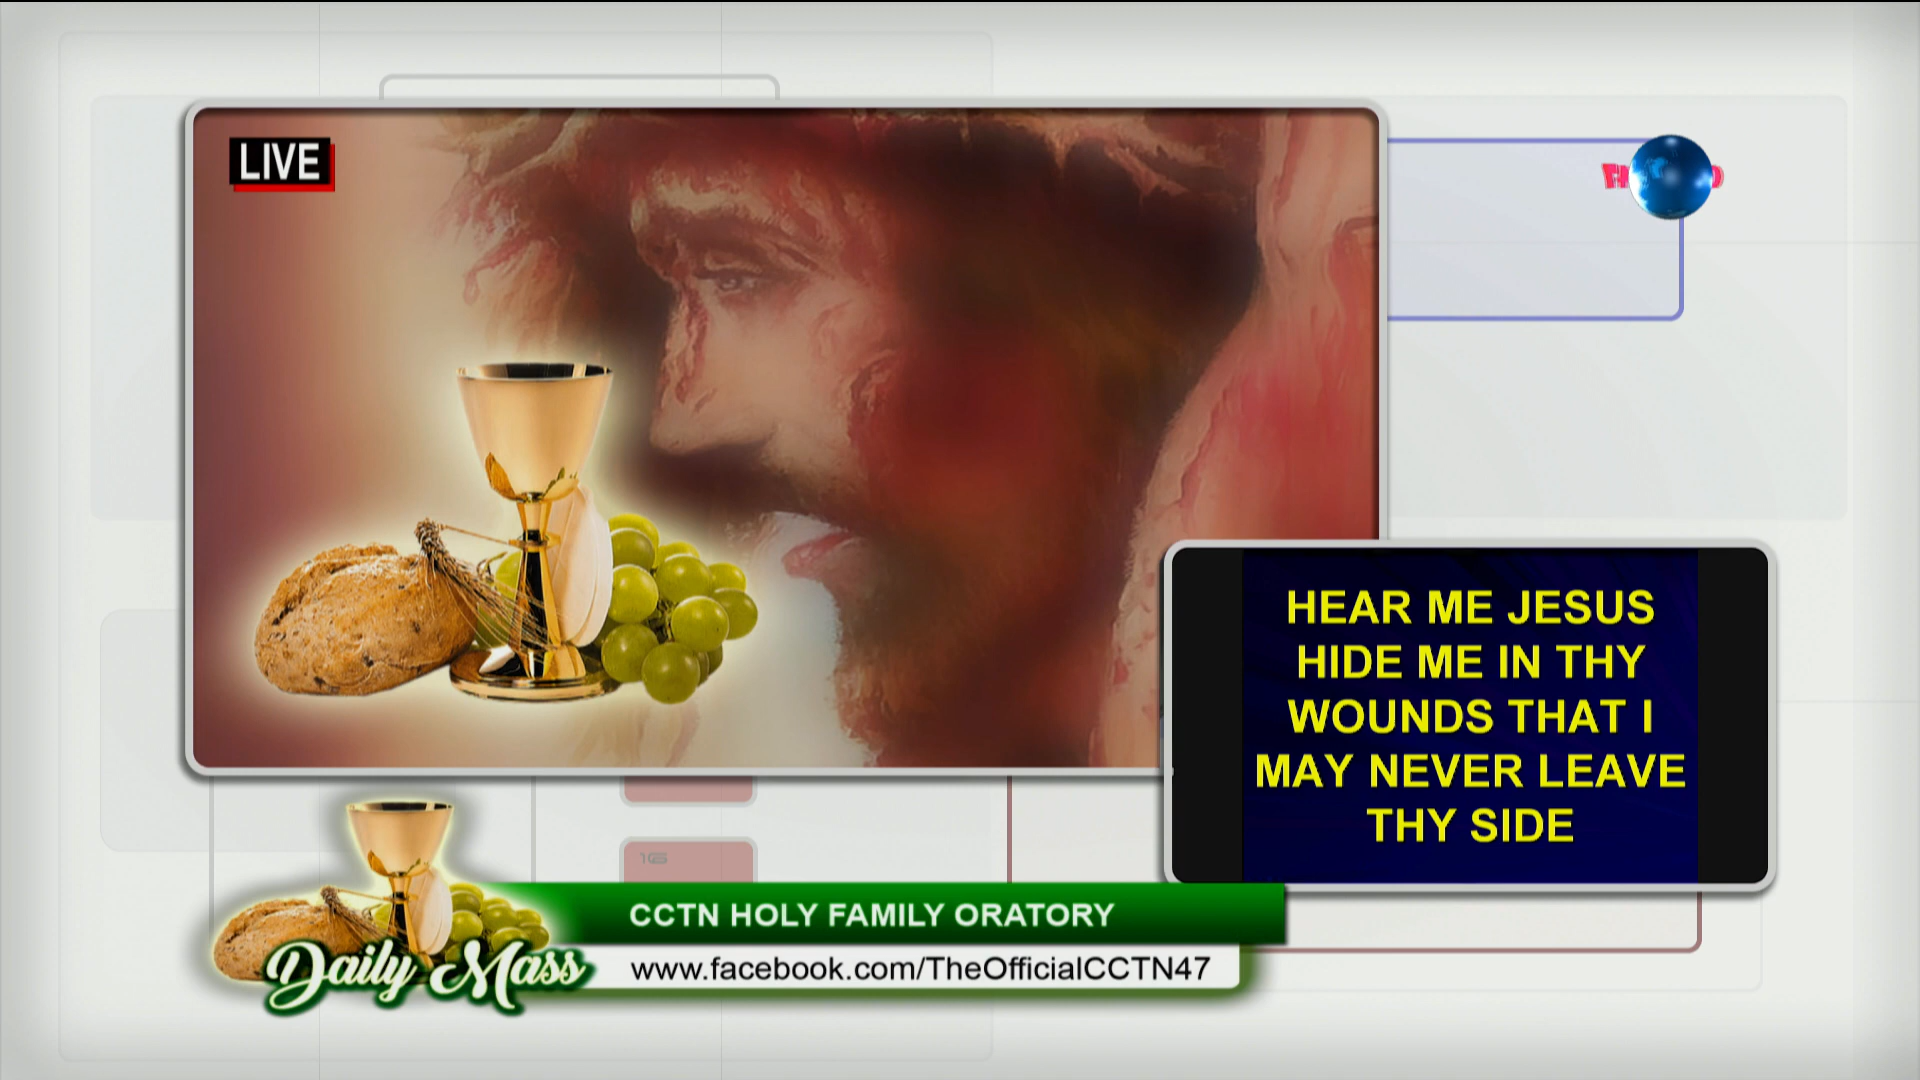 LIVE
HEAR ME JESUS
HIDE ME IN THY
WOUNDS THAT I
MAY NEVER LEAVE
THY SIDE
16
CCTN HOLY FAMILY ORATORY
Daily Mass
www.facebook.com/TheOfficialCCTN47